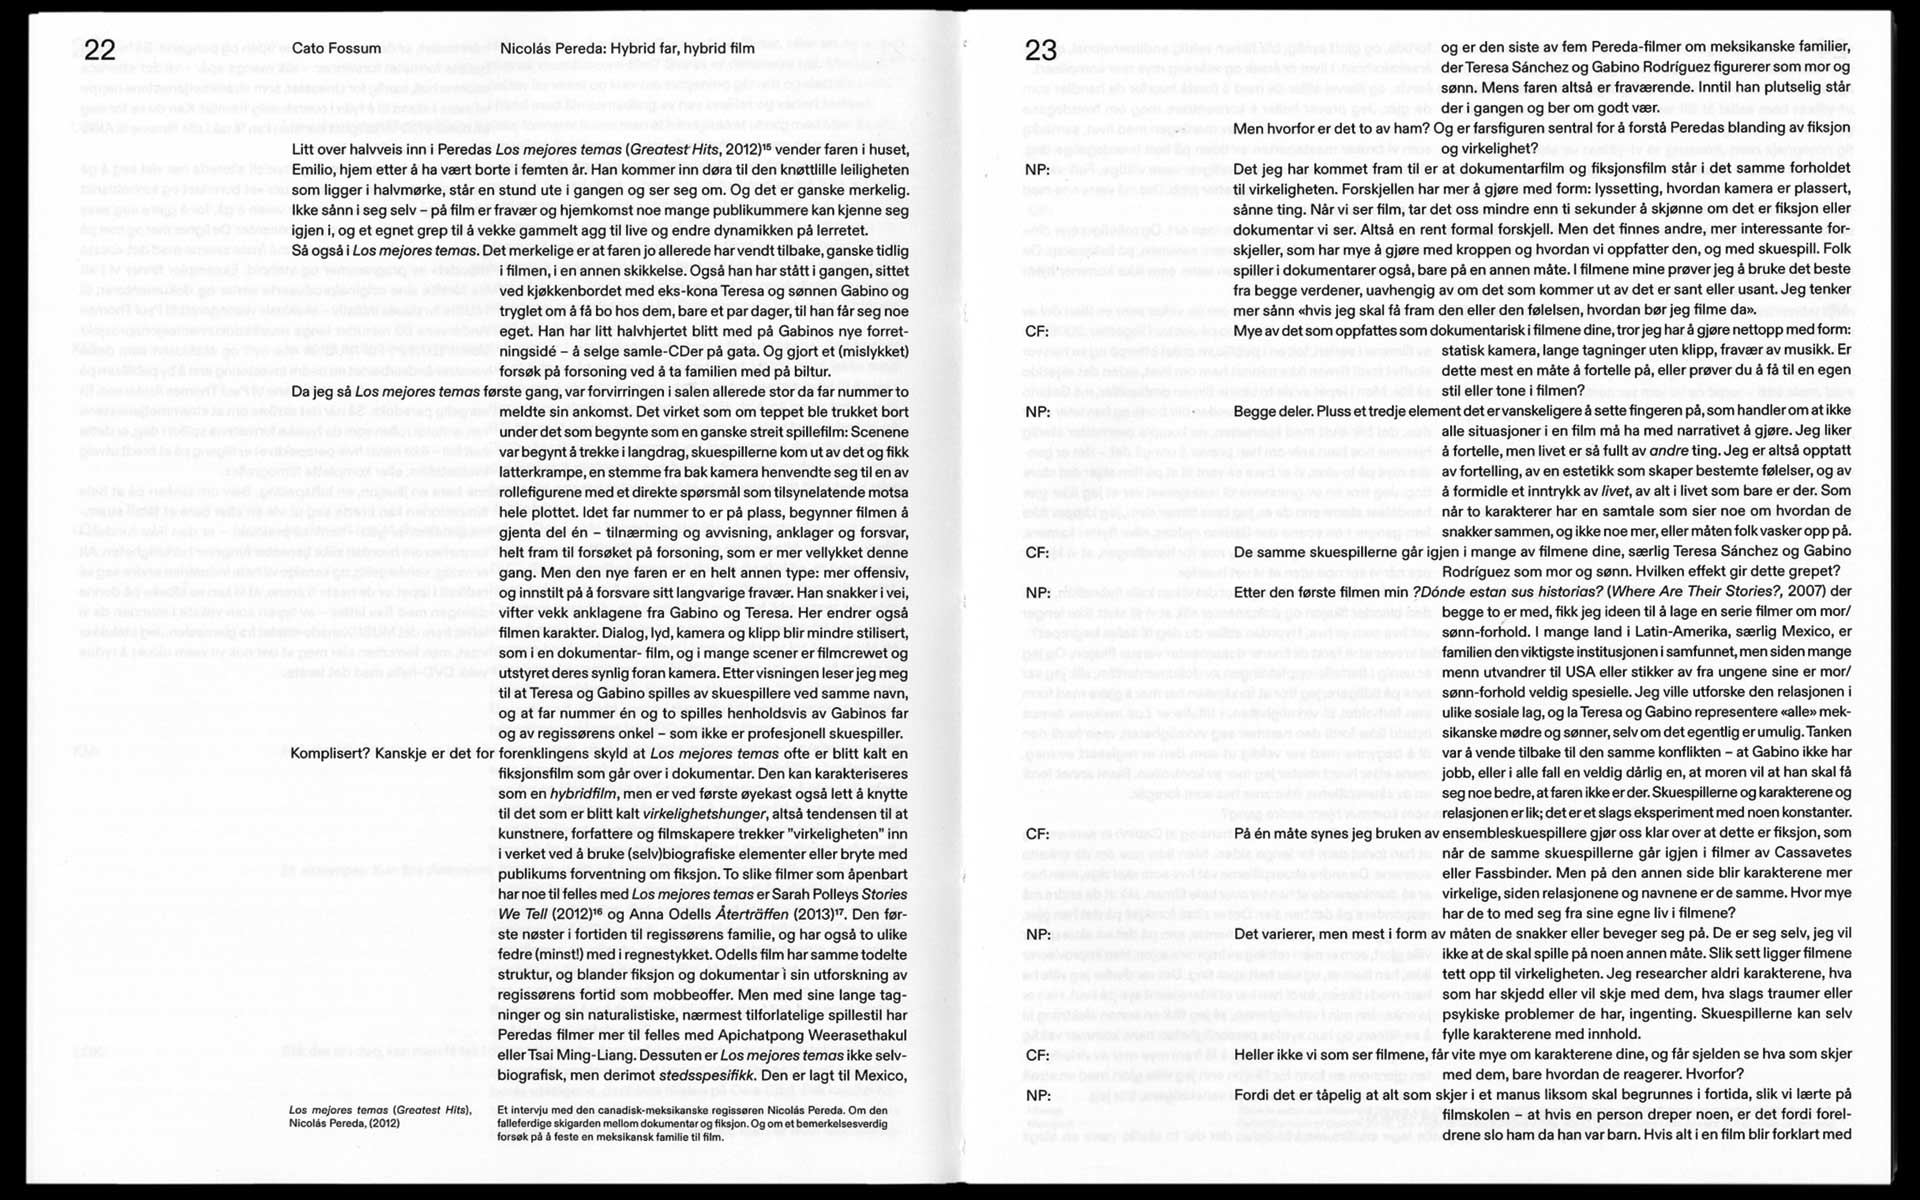 22
Cato Fossum
Nicolás Pereda: Hybrid far, hybrid film
Litt over halvveis inn i Peredas Los mejores temas (Greatest Hits, 2012)¹⁵ vender faren i huset,
Emilio, hjem etter å ha vært borte i femten år. Han kommer inn døra til den knøttlille leiligheten
som ligger i halvmørke, står en stund ute i gangen og ser seg om. Og det er ganske merkelig.
Ikke sånn i seg selv – på film er fravær og hjemkomst noe mange publikummere kan kjenne seg
igjen i, og et egnet grep til å vekke gammelt agg til live og endre dynamikken på lerretet.
Så også i Los mejores temas. Det merkelige er at faren jo allerede har vendt tilbake, ganske tidlig
i filmen, i en annen skikkelse. Også han har stått i gangen, sittet
ved kjøkkenbordet med eks-kona Teresa og sønnen Gabino og
tryglet om å få bo hos dem, bare et par dager, til han får seg noe
eget. Han har litt halvhjertet blitt med på Gabinos nye forret-
ningsidé – å selge samle-CDer på gata. Og gjort et (mislykket)
forsøk på forsoning ved å ta familien med på biltur.
Da jeg så Los mejores temas første gang, var forvirringen i salen allerede stor da far nummer to
meldte sin ankomst. Det virket som om teppet ble trukket bort
under det som begynte som en ganske streit spillefilm: Scenene
var begynt å trekke i langdrag, skuespillerne kom ut av det og fikk
latterkrampe, en stemme fra bak kamera henvendte seg til en av
rollefigurene med et direkte spørsmål som tilsynelatende motsa
hele plottet. Idet far nummer to er på plass, begynner filmen å
gjenta del én – tilnærming og avvisning, anklager og forsvar,
helt fram til forsøket på forsoning, som er mer vellykket denne
gang. Men den nye faren er en helt annen type: mer offensiv,
og innstilt på å forsvare sitt langvarige fravær. Han snakker i vei,
vifter vekk anklagene fra Gabino og Teresa. Her endrer også
filmen karakter. Dialog, lyd, kamera og klipp blir mindre stilisert,
som i en dokumentar- film, og i mange scener er filmcrewet og
utstyret deres synlig foran kamera. Etter visningen leser jeg meg
til at Teresa og Gabino spilles av skuespillere ved samme navn,
og at far nummer én og to spilles henholdsvis av Gabinos far
og av regissørens onkel – som ikke er profesjonell skuespiller.
Komplisert? Kanskje er det for forenklingens skyld at Los mejores temas ofte er blitt kalt en
fiksjonsfilm som går over i dokumentar. Den kan karakteriseres
som en hybridfilm, men er ved første øyekast også lett å knytte
til det som er blitt kalt virkelighetshunger, altså tendensen til at
kunstnere, forfattere og filmskapere trekker "virkeligheten" inn
i verket ved å bruke (selv)biografiske elementer eller bryte med
publikums forventning om fiksjon. To slike filmer som åpenbart
har noe til felles med Los mejores temas er Sarah Polleys Stories
We Tell (2012)¹⁶ og Anna Odells Återträffen (2013)¹⁷. Den før-
ste nøster i fortiden til regissørens familie, og har også to ulike
fedre (minst!) med i regnestykket. Odells film har samme todelte
struktur, og blander fiksjon og dokumentar i sin utforskning av
regissørens fortid som mobbeoffer. Men med sine lange tag-
ninger og sin naturalistiske, nærmest tilforlatelige spillestil har
Peredas filmer mer til felles med Apichatpong Weerasethakul
eller Tsai Ming-Liang. Dessuten er Los mejores temas ikke selv-
biografisk, men derimot stedsspesifikk. Den er lagt til Mexico,
Los mejores temas (Greatest Hits),
Nicolás Pereda, (2012)
Et intervju med den canadisk-meksikanske regissøren Nicolás Pereda. Om den
falleferdige skigarden mellom dokumentar og fiksjon. Og om et bemerkelsesverdig
forsøk på å feste en meksikansk familie til film.
23
og er den siste av fem Pereda-filmer om meksikanske familier,
der Teresa Sánchez og Gabino Rodríguez figurerer som mor og
sønn. Mens faren altså er fraværende. Inntil han plutselig står
der i gangen og ber om godt vær.
Men hvorfor er det to av ham? Og er farsfiguren sentral for å forstå Peredas blanding av fiksjon
og virkelighet?
NP: Det jeg har kommet fram til er at dokumentarfilm og fiksjonsfilm står i det samme forholdet
til virkeligheten. Forskjellen har mer å gjøre med form: lyssetting, hvordan kamera er plassert,
sånne ting. Når vi ser film, tar det oss mindre enn ti sekunder å skjønne om det er fiksjon eller
dokumentar vi ser. Altså en rent formal forskjell. Men det finnes andre, mer interessante for-
skjeller, som har mye å gjøre med kroppen og hvordan vi oppfatter den, og med skuespill. Folk
spiller i dokumentarer også, bare på en annen måte. I filmene mine prøver jeg å bruke det beste
fra begge verdener, uavhengig av om det som kommer ut av det er sant eller usant. Jeg tenker
mer sånn «hvis jeg skal få fram den eller den følelsen, hvordan bør jeg filme da».
CF: Mye av det som oppfattes som dokumentarisk i filmene dine, tror jeg har å gjøre nettopp med form:
statisk kamera, lange tagninger uten klipp, fravær av musikk. Er
dette mest en måte å fortelle på, eller prøver du å få til en egen
stil eller tone i filmen?
NP: Begge deler. Pluss et tredje element det er vanskeligere å sette fingeren på, som handler om at ikke
alle situasjoner i en film må ha med narrativet å gjøre. Jeg liker
å fortelle, men livet er så fullt av andre ting. Jeg er altså opptatt
av fortelling, av en estetikk som skaper bestemte følelser, og av
å formidle et inntrykk av livet, av alt i livet som bare er der. Som
når to karakterer har en samtale som sier noe om hvordan de
snakker sammen, og ikke noe mer, eller måten folk vasker opp på.
CF: De samme skuespillerne går igjen i mange av filmene dine, særlig Teresa Sánchez og Gabino
Rodríguez som mor og sønn. Hvilken effekt gir dette grepet?
NP: Etter den første filmen min ?Dónde estan sus historias? (Where Are Their Stories?, 2007) der
begge to er med, fikk jeg ideen til å lage en serie filmer om mor/
sønn-forhold. I mange land i Latin-Amerika, særlig Mexico, er
familien den viktigste institusjonen i samfunnet, men siden mange
menn utvandrer til USA eller stikker av fra ungene sine er mor/
sønn-forhold veldig spesielle. Jeg ville utforske den relasjonen i
ulike sosiale lag, og la Teresa og Gabino representere «alle» mek-
sikanske mødre og sønner, selv om det egentlig er umulig. Tanken
var å vende tilbake til den samme konflikten – at Gabino ikke har
jobb, eller i alle fall en veldig dårlig en, at moren vil at han skal få
seg noe bedre, at faren ikke er der. Skuespillerne og karakterene og
relasjonen er lik; det er et slags eksperiment med noen konstanter.
CF: På én måte synes jeg bruken av ensembleskuespillere gjør oss klar over at dette er fiksjon, som
når de samme skuespillerne går igjen i filmer av Cassavetes
eller Fassbinder. Men på den annen side blir karakterene mer
virkelige, siden relasjonene og navnene er de samme. Hvor mye
har de to med seg fra sine egne liv i filmene?
NP: Det varierer, men mest i form av måten de snakker eller beveger seg på. De er seg selv, jeg vil
ikke at de skal spille på noen annen måte. Slik sett ligger filmene
tett opp til virkeligheten. Jeg researcher aldri karakterene, hva
som har skjedd eller vil skje med dem, hva slags traumer eller
psykiske problemer de har, ingenting. Skuespillerne kan selv
fylle karakterene med innhold.
CF: Heller ikke vi som ser filmene, får vite mye om karakterene dine, og får sjelden se hva som skjer
med dem, bare hvordan de reagerer. Hvorfor?
NP: Fordi det er tåpelig at alt som skjer i et manus liksom skal begrunnes i fortida, slik vi lærte på
filmskolen – at hvis en person dreper noen, er det fordi forel-
drene slo ham da han var barn. Hvis alt i en film blir forklart med